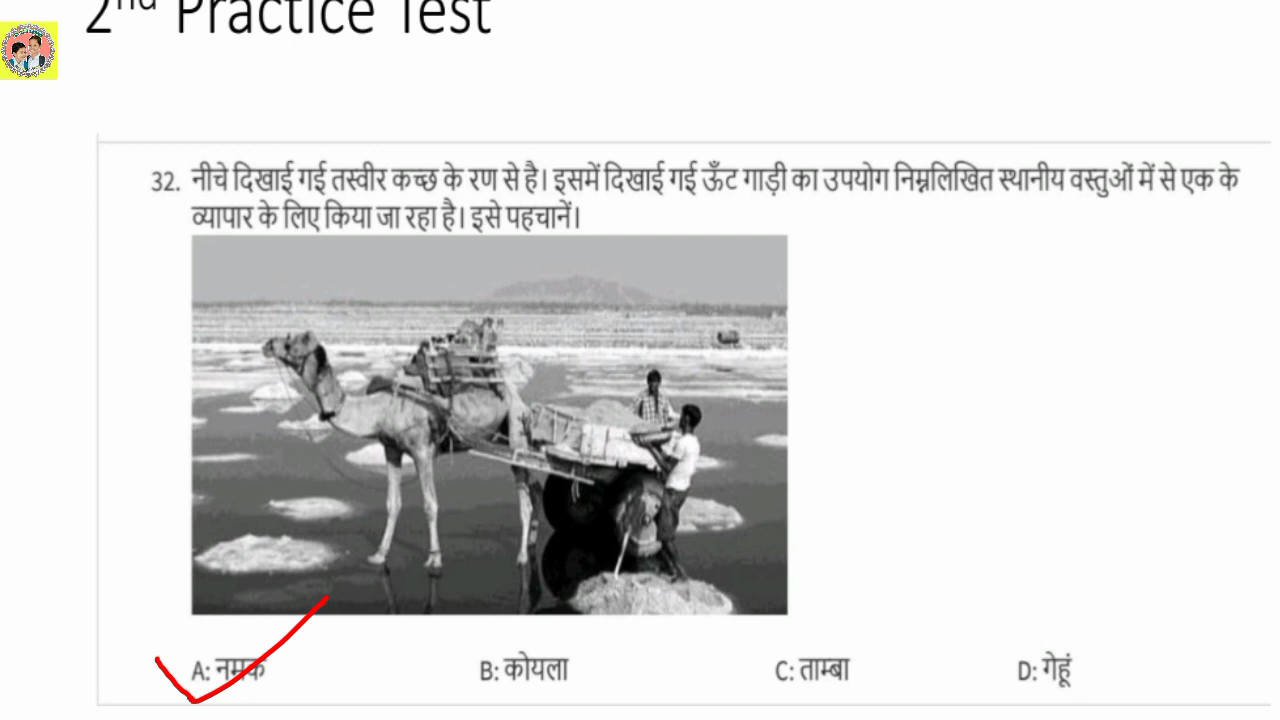 2nd Practice Test
32. नीचे दिखाई गई तस्वीर कच्छ के रण से है। इसमें दिखाई गई ऊँट गाड़ी का उपयोग निम्नलिखित स्थानीय वस्तुओं में से एक के
व्यापार के लिए किया जा रहा है। इसे पहचानें।
A: नमक B: कोयला C: ताम्बा D: गेहूं